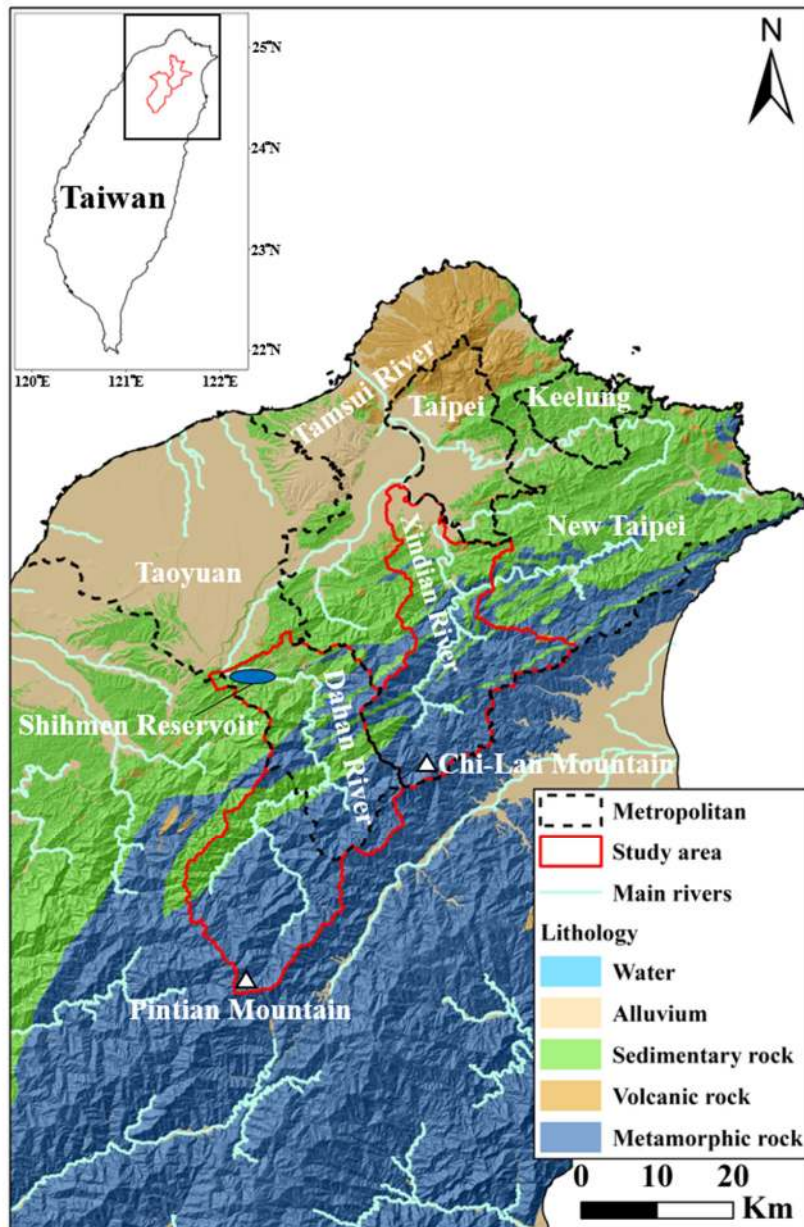 N
25°N
24°N
Taiwan
23°N
22°N
120°E
121°E
122°E
Tamsui River
Taipei
Keelung
Xindian River
New Taipei
Taoyuan
Dahan River
Shihmen Reservoir
Chi-Lan Mountain
Pintian Mountain
Metropolitan
Study area
Main rivers
Lithology
Water
Alluvium
Sedimentary rock
Volcanic rock
Metamorphic rock
0 10 20
Km